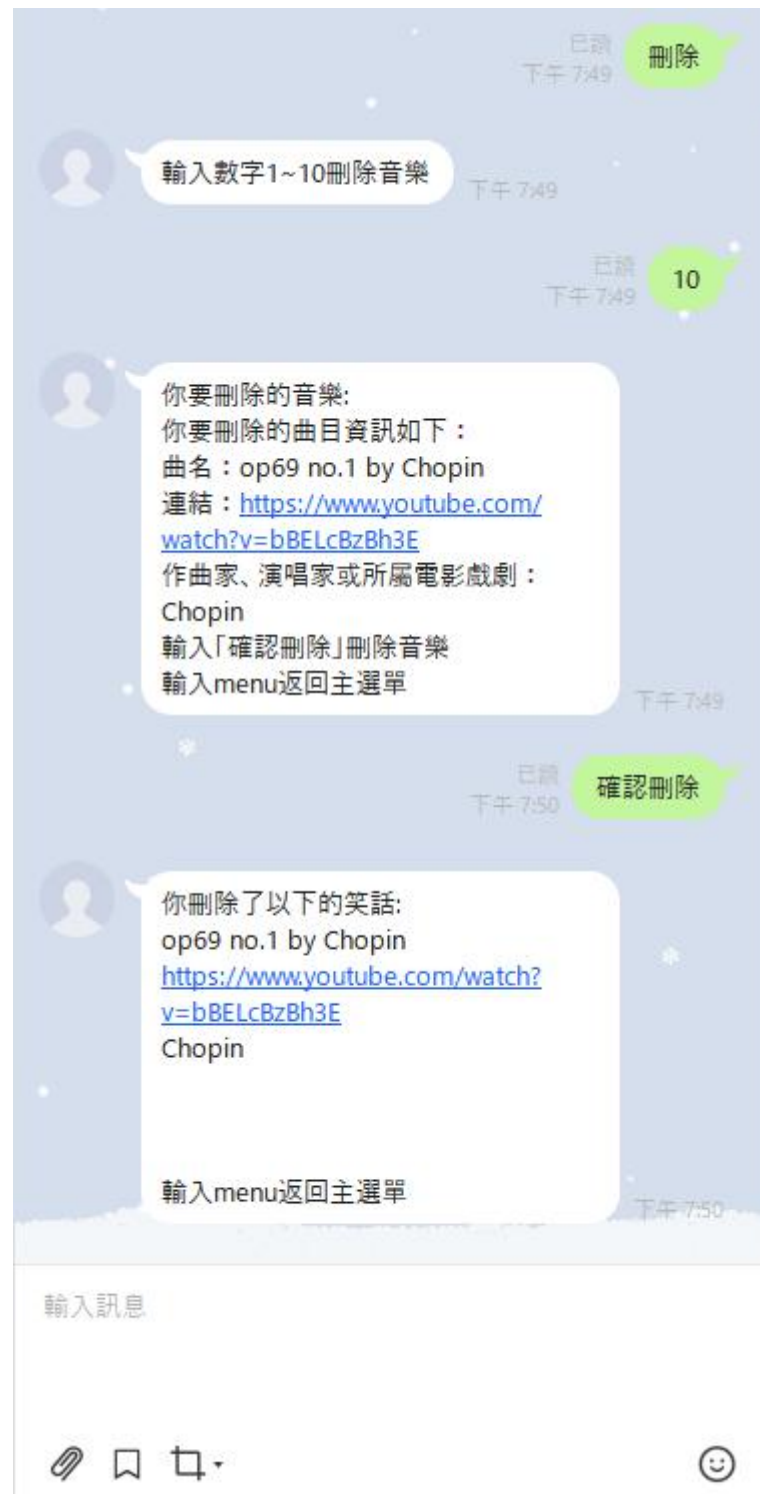 已讀
下午 7:49
刪除
輸入數字1~10刪除音樂
下午 7:49
已讀
下午 7:49
10
你要刪除的音樂:
你要刪除的曲目資訊如下：
曲名：op69 no.1 by Chopin
連結：https://www.youtube.com/
watch?v=bBELcBzBh3E
作曲家、演唱家或所屬電影戲劇：
Chopin
輸入「確認刪除」刪除音樂
輸入menu返回主選單
下午 7:49
已讀
下午 7:50
確認刪除
你刪除了以下的笑話:
op69 no.1 by Chopin
https://www.youtube.com/watch?
v=bBELcBzBh3E
Chopin
輸入menu返回主選單
下午 7:50
輸入訊息